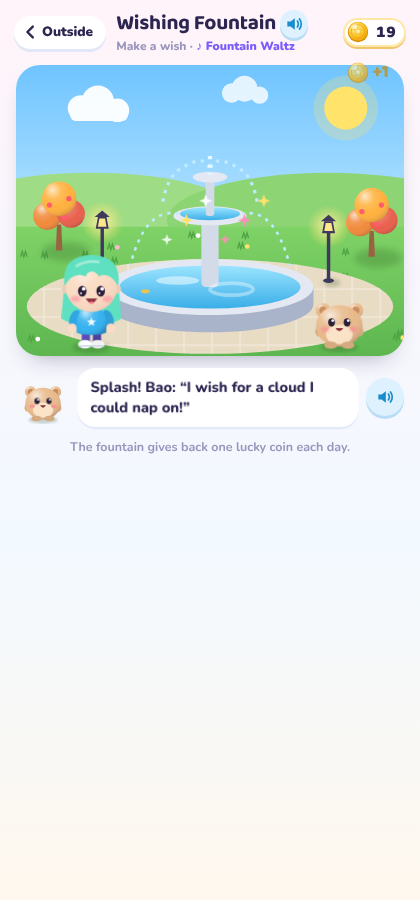 Outside
Wishing Fountain
Make a wish · ♪ Fountain Waltz
19
+1
Splash! Bao: “I wish for a cloud I
could nap on!”
The fountain gives back one lucky coin each day.